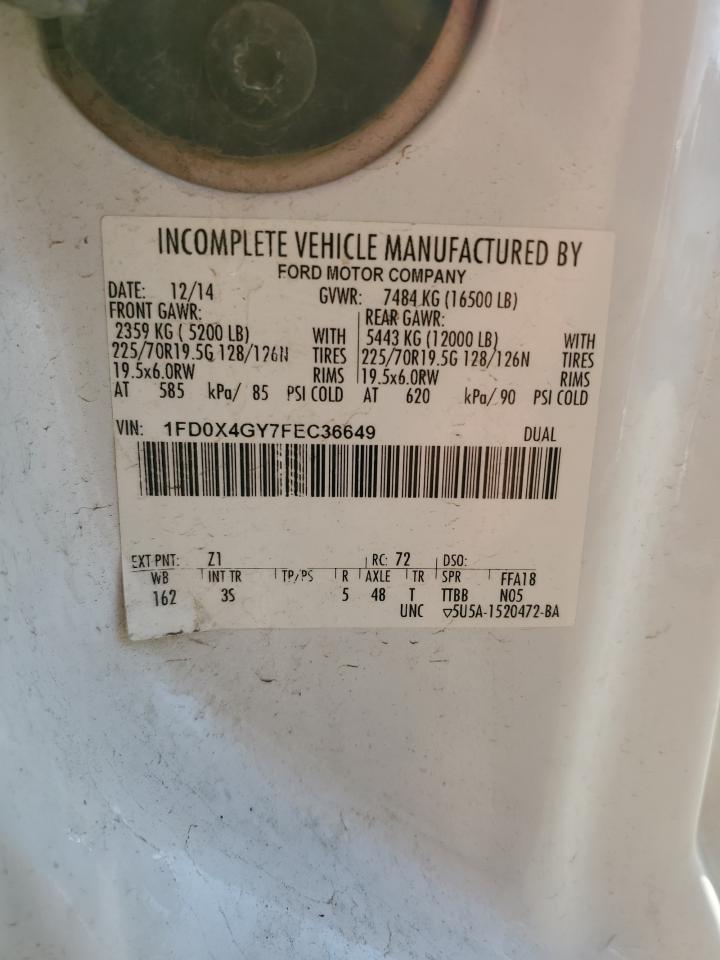 INCOMPLETE VEHICLE MANUFACTURED BY
FORD MOTOR COMPANY
DATE: 12/14 GVWR: 7484 KG (16500 LB)
FRONT GAWR: REAR GAWR:
2359 KG ( 5200 LB) WITH 5443 KG (12000 LB) WITH
225/70R19.5G 128/126N TIRES 225/70R19.5G 128/126N TIRES
19.5x6.0RW RIMS 19.5x6.0RW RIMS
AT 585 kPa/ 85 PSI COLD AT 620 kPa/ 90 PSI COLD
VIN: 1FD0X4GY7FEC36649 DUAL
EXT PNT: Z1 RC: 72 DSO:
WB INT TR TP/PS R AXLE TR SPR FFA18
162 3S 5 48 T TTBB N05
UNC ▽5U5A-1520472-BA